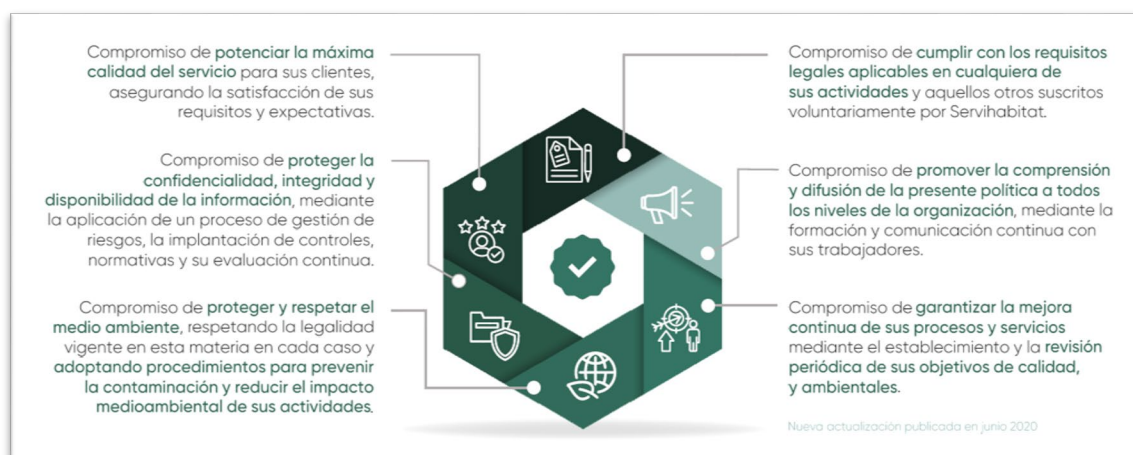 Compromiso de potenciar la máxima
calidad del servicio para sus clientes,
asegurando la satisfacción de sus
requisitos y expectativas.
Compromiso de proteger la
confidencialidad, integridad y
disponibilidad de la información, mediante
la aplicación de un proceso de gestión de
riesgos, la implantación de controles,
normativas y su evaluación continua.
Compromiso de proteger y respetar el
medio ambiente, respetando la legalidad
vigente en esta materia en cada caso y
adoptando procedimientos para prevenir
la contaminación y reducir el impacto
medioambiental de sus actividades.
Compromiso de cumplir con los requisitos
legales aplicables en cualquiera de
sus actividades y aquellos otros suscritos
voluntariamente por Servihabitat.
Compromiso de promover la comprensión
y difusión de la presente política a todos
los niveles de la organización, mediante la
formación y comunicación continua con
sus trabajadores.
Compromiso de garantizar la mejora
continua de sus procesos y servicios
mediante el establecimiento y la revisión
periódica de sus objetivos de calidad,
y ambientales.
Nueva actualización publicada en junio 2020